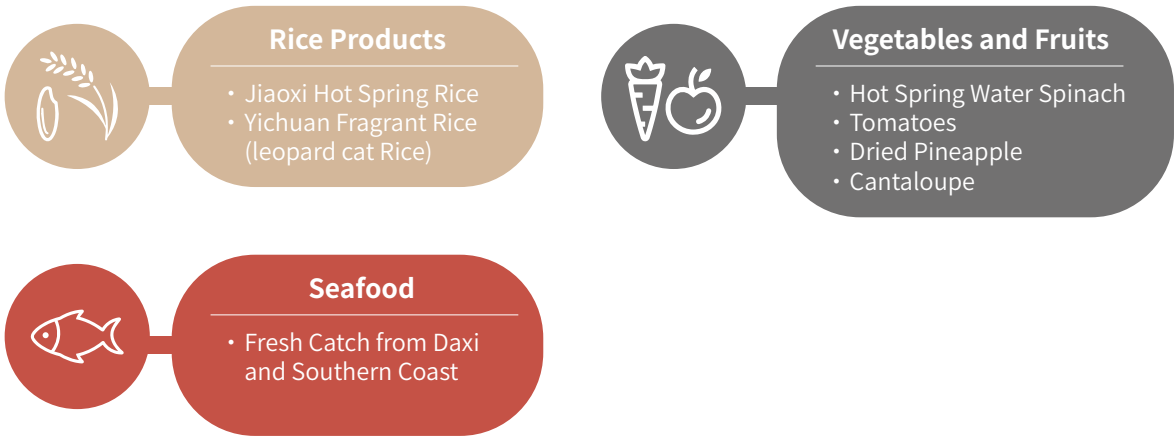 Rice Products
・Jiaoxi Hot Spring Rice
・Yichuan Fragrant Rice
(leopard cat Rice)
Vegetables and Fruits
・Hot Spring Water Spinach
・Tomatoes
・Dried Pineapple
・Cantaloupe
Seafood
・Fresh Catch from Daxi
and Southern Coast